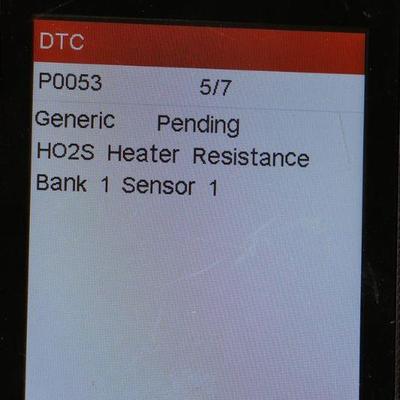 DTC
P0053 5/7
Generic Pending
HO2S Heater Resistance
Bank 1 Sensor 1